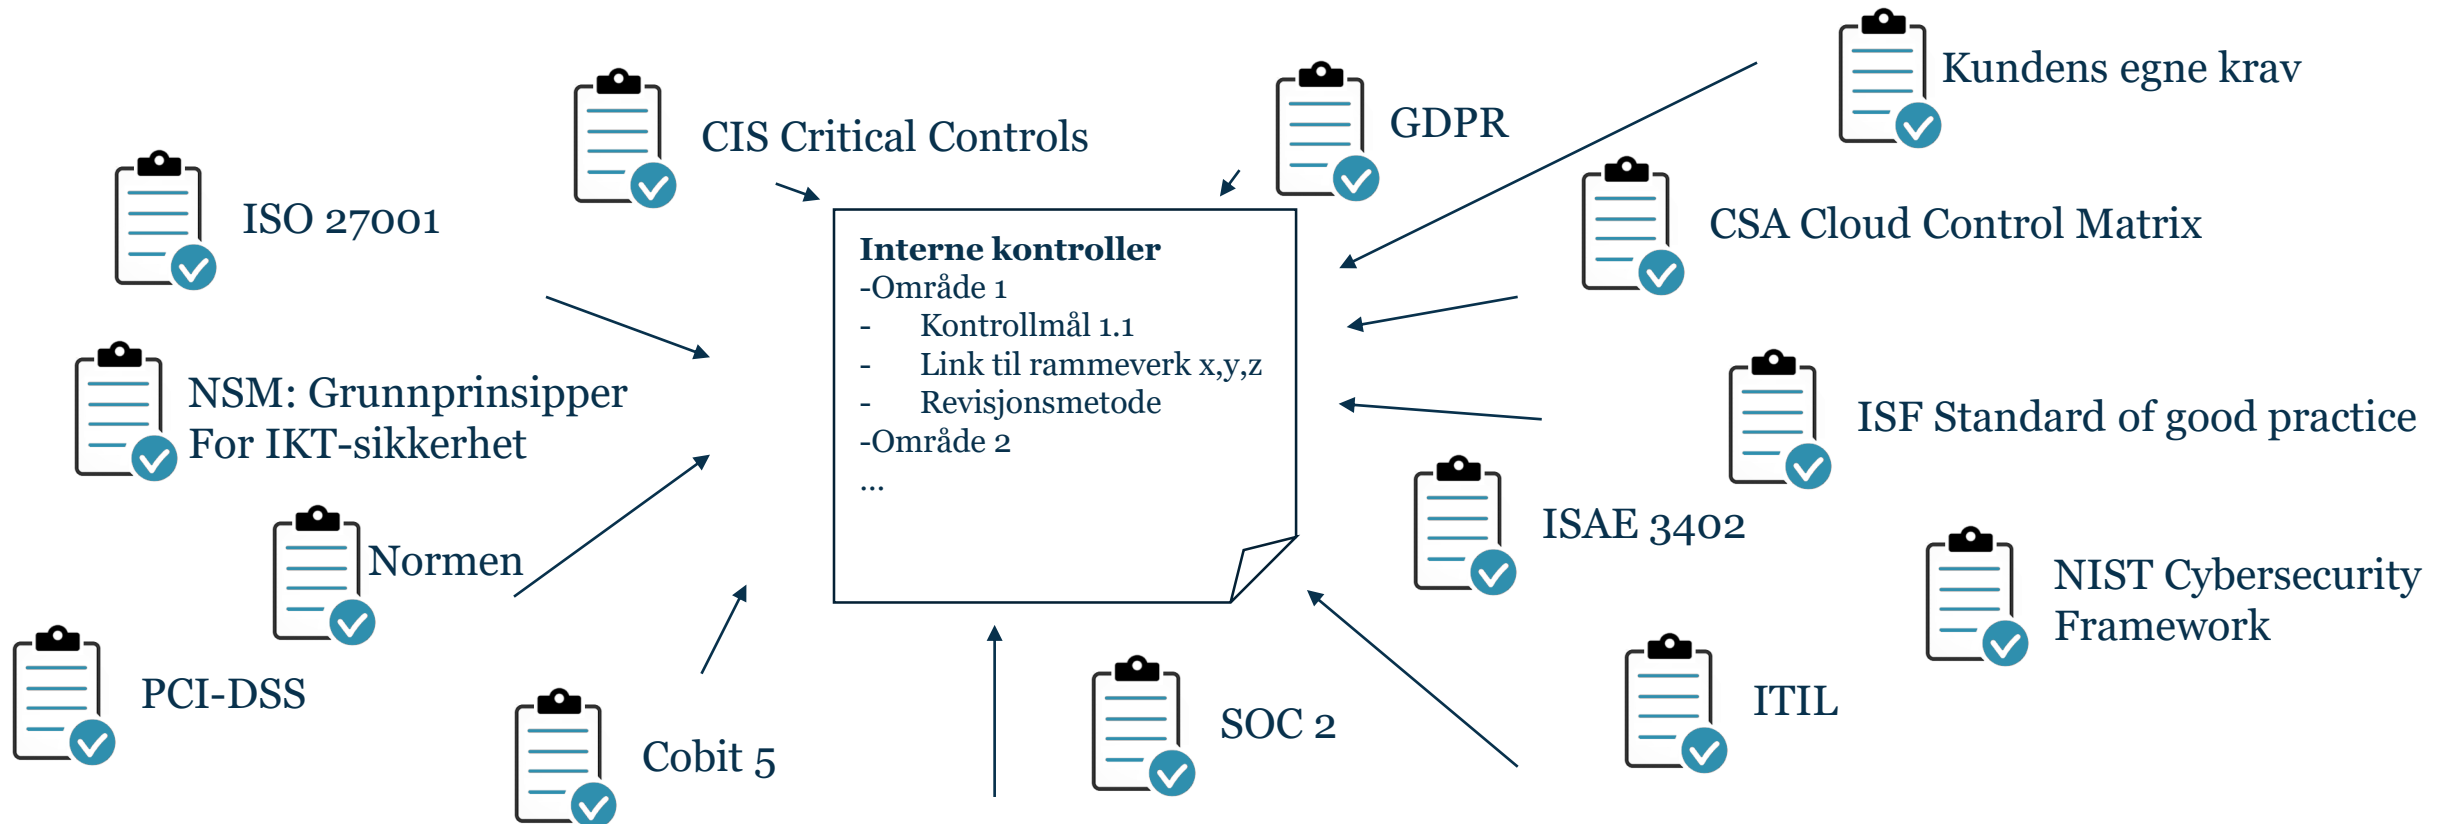 Kundens egne krav
CIS Critical Controls
GDPR
ISO 27001
CSA Cloud Control Matrix
Interne kontroller
-Område 1
- Kontrollmål 1.1
- Link til rammeverk x,y,z
- Revisjonsmetode
-Område 2
...
NSM: Grunnprinsipper
For IKT-sikkerhet
ISF Standard of good practice
ISAE 3402
Normen
NIST Cybersecurity
Framework
PCI-DSS
Cobit 5
SOC 2
ITIL